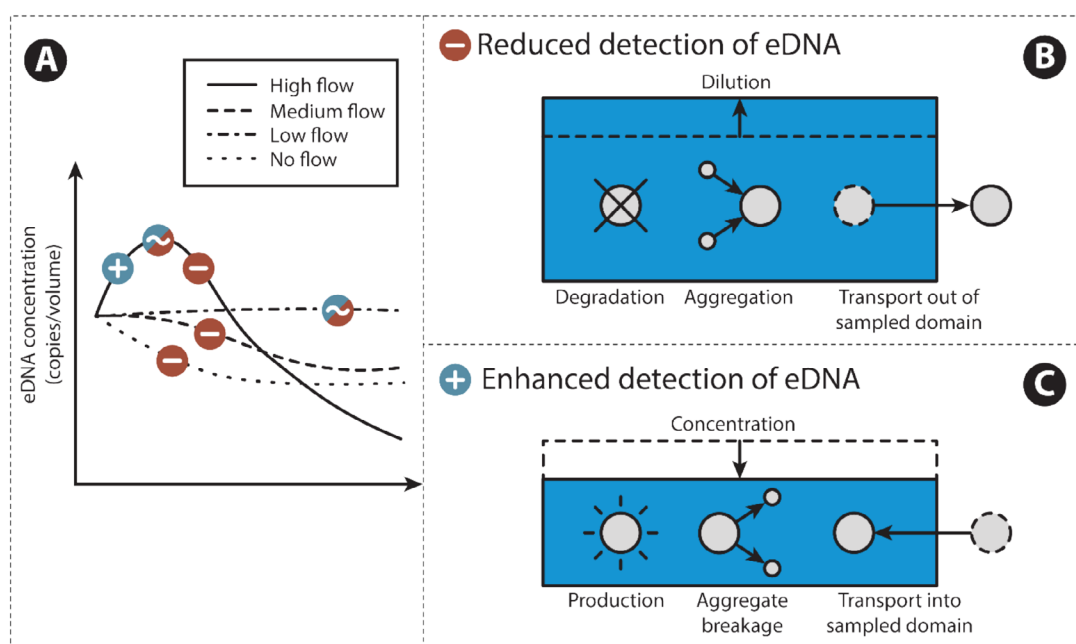 A
High flow
Medium flow
Low flow
No flow
eDNA concentration
(copies/volume)
+
~
−
~
−
−
− Reduced detection of eDNA
B
Dilution
Degradation
Aggregation
Transport out of
sampled domain
+ Enhanced detection of eDNA
C
Concentration
Production
Aggregate
breakage
Transport into
sampled domain